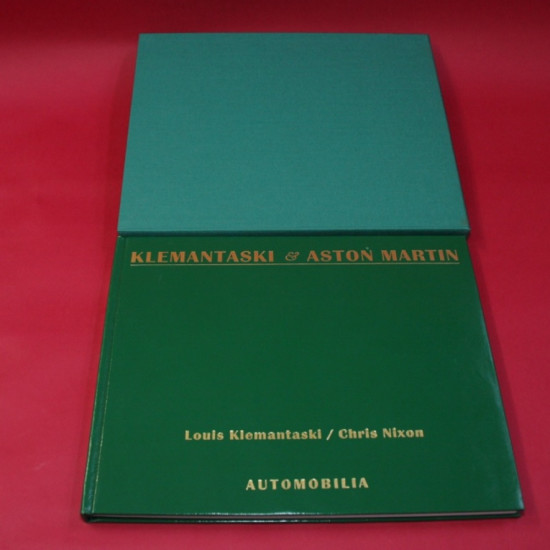 KLEMANTASKI & ASTON MARTIN
Louis Klemantaski / Chris Nixon
AUTOMOBILIA